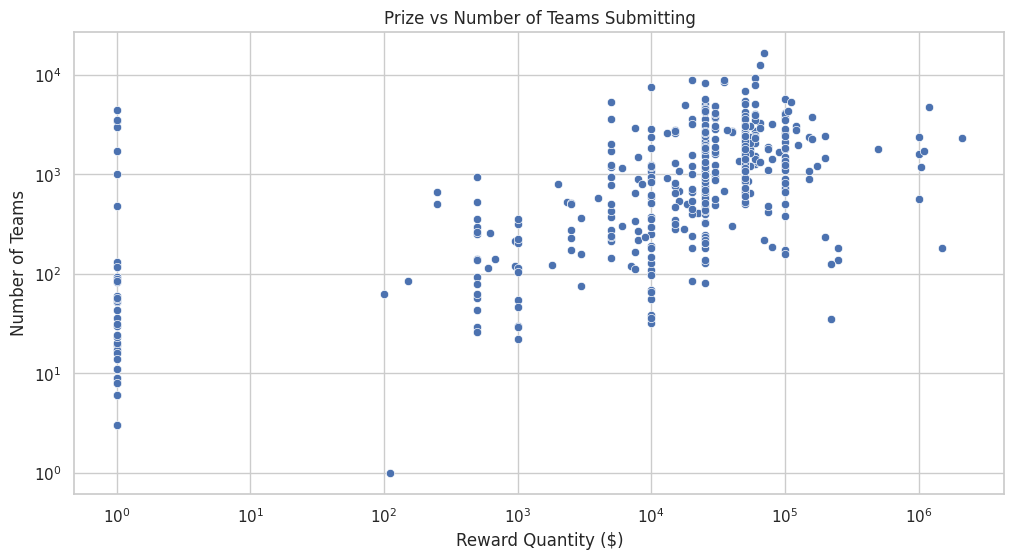 Prize vs Number of Teams Submitting
Number of Teams
10⁴
10³
10²
10¹
10⁰
10⁰ 10¹ 10² 10³ 10⁴ 10⁵ 10⁶
Reward Quantity ($)